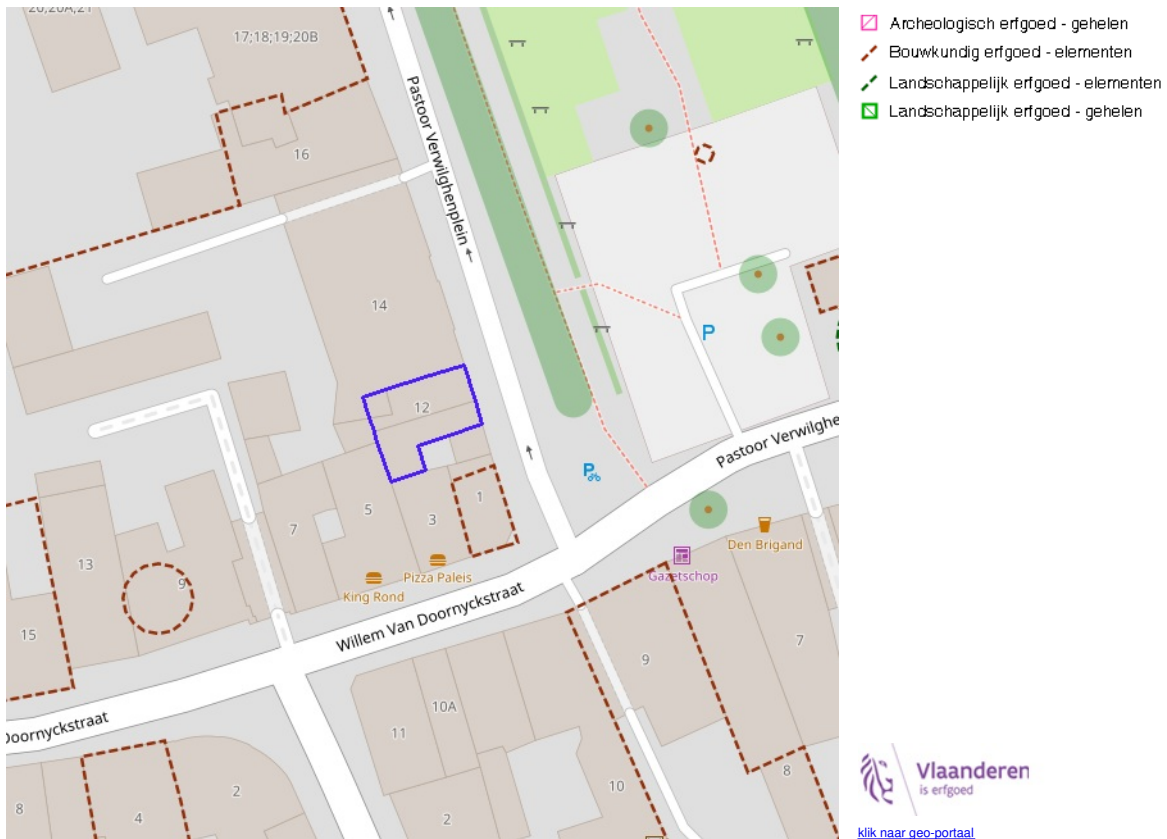 20,20A,21
17;18;19;20B
16
Pastoor Verwilghenplein
14
12
P
P
1
3
5
7
Pizza Paleis
King Rond
13
9
15
Willem Van Doornyckstraat
Doornyckstraat
Pastoor Verwilghe
Den Brigand
Gazetschop
9
7
8
10
10A
11
2
2
4
8
Archeologisch erfgoed - gehelen
Bouwkundig erfgoed - elementen
Landschappelijk erfgoed - elementen
Landschappelijk erfgoed - gehelen
Vlaanderen
is erfgoed
klik naar geo-portaal